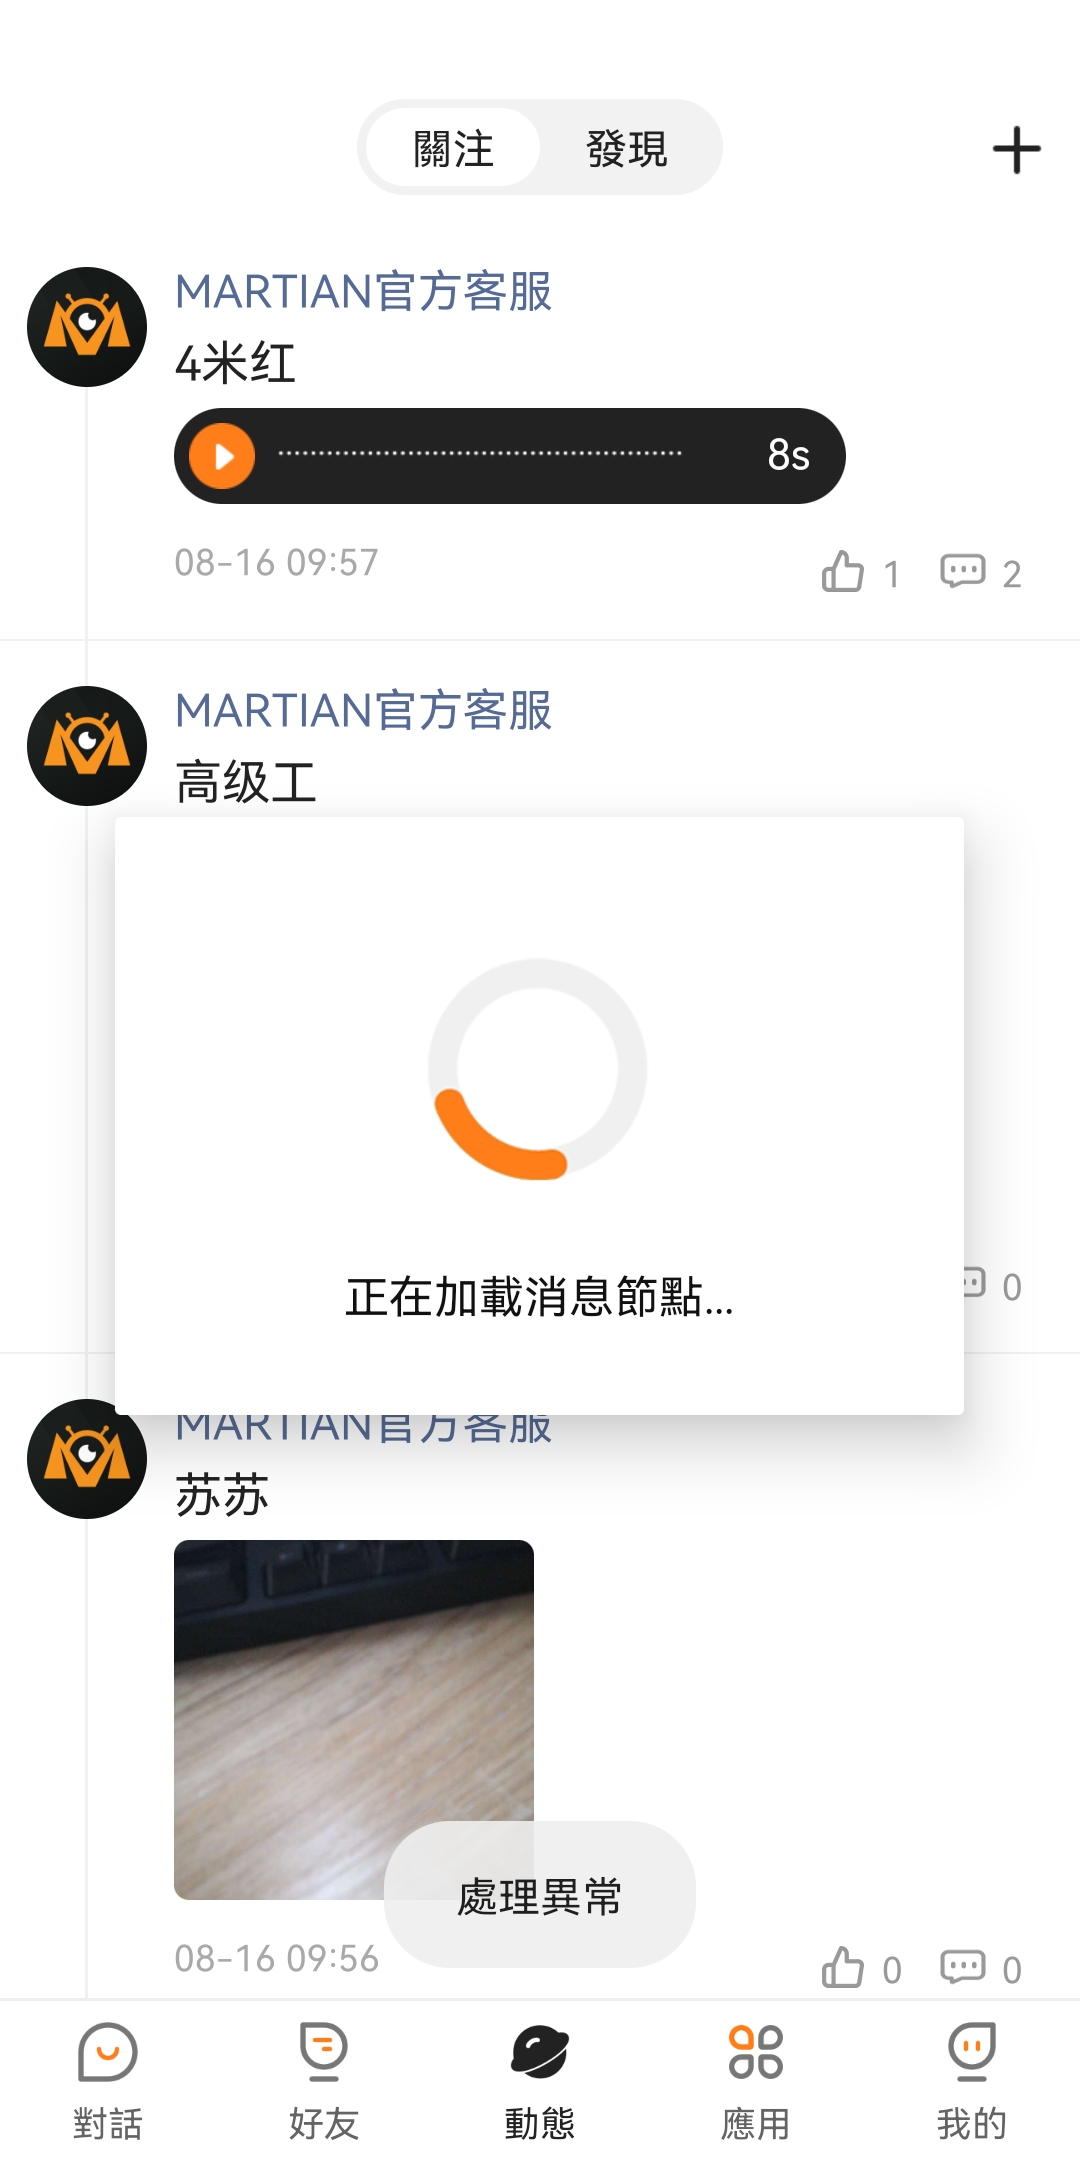 關注
發現
MARTIAN官方客服
4米红
8s
08-16 09:57
1
2
MARTIAN官方客服
高级工
正在加載消息節點...
0
MARTIAN官方客服
苏苏
處理異常
08-16 09:56
0
0
對話
好友
動態
應用
我的